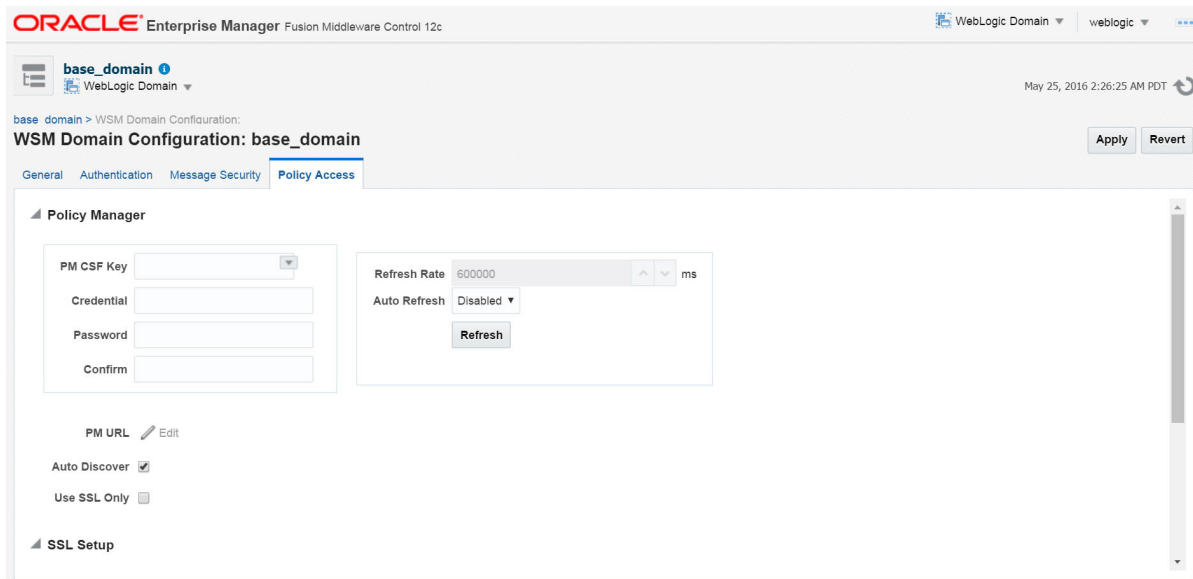 ORACLE Enterprise Manager Fusion Middleware Control 12c
WebLogic Domain
weblogic
base_domain
WebLogic Domain
May 25, 2016 2:26:25 AM PDT
base_domain > WSM Domain Configuration:
WSM Domain Configuration: base_domain
Apply
Revert
General Authentication Message Security Policy Access
Policy Manager
PM CSF Key
Credential
Password
Confirm
Refresh Rate 600000 ms
Auto Refresh Disabled
Refresh
PM URL Edit
Auto Discover
Use SSL Only
SSL Setup